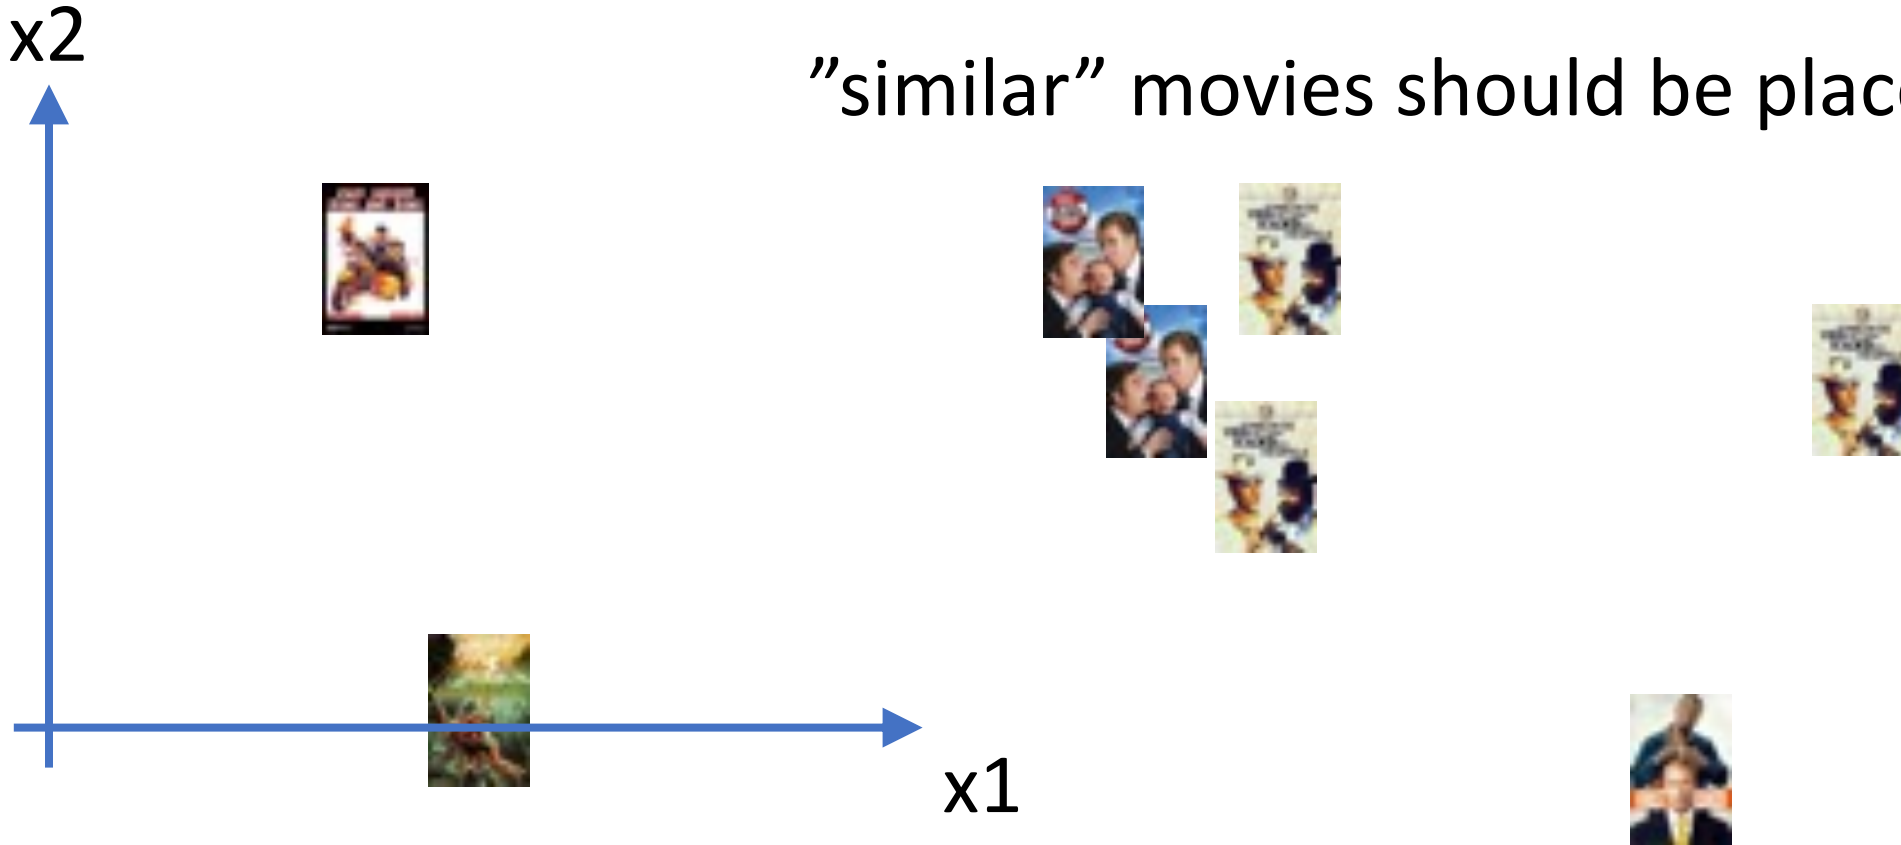 x2
”similar” movies should be plac
x1